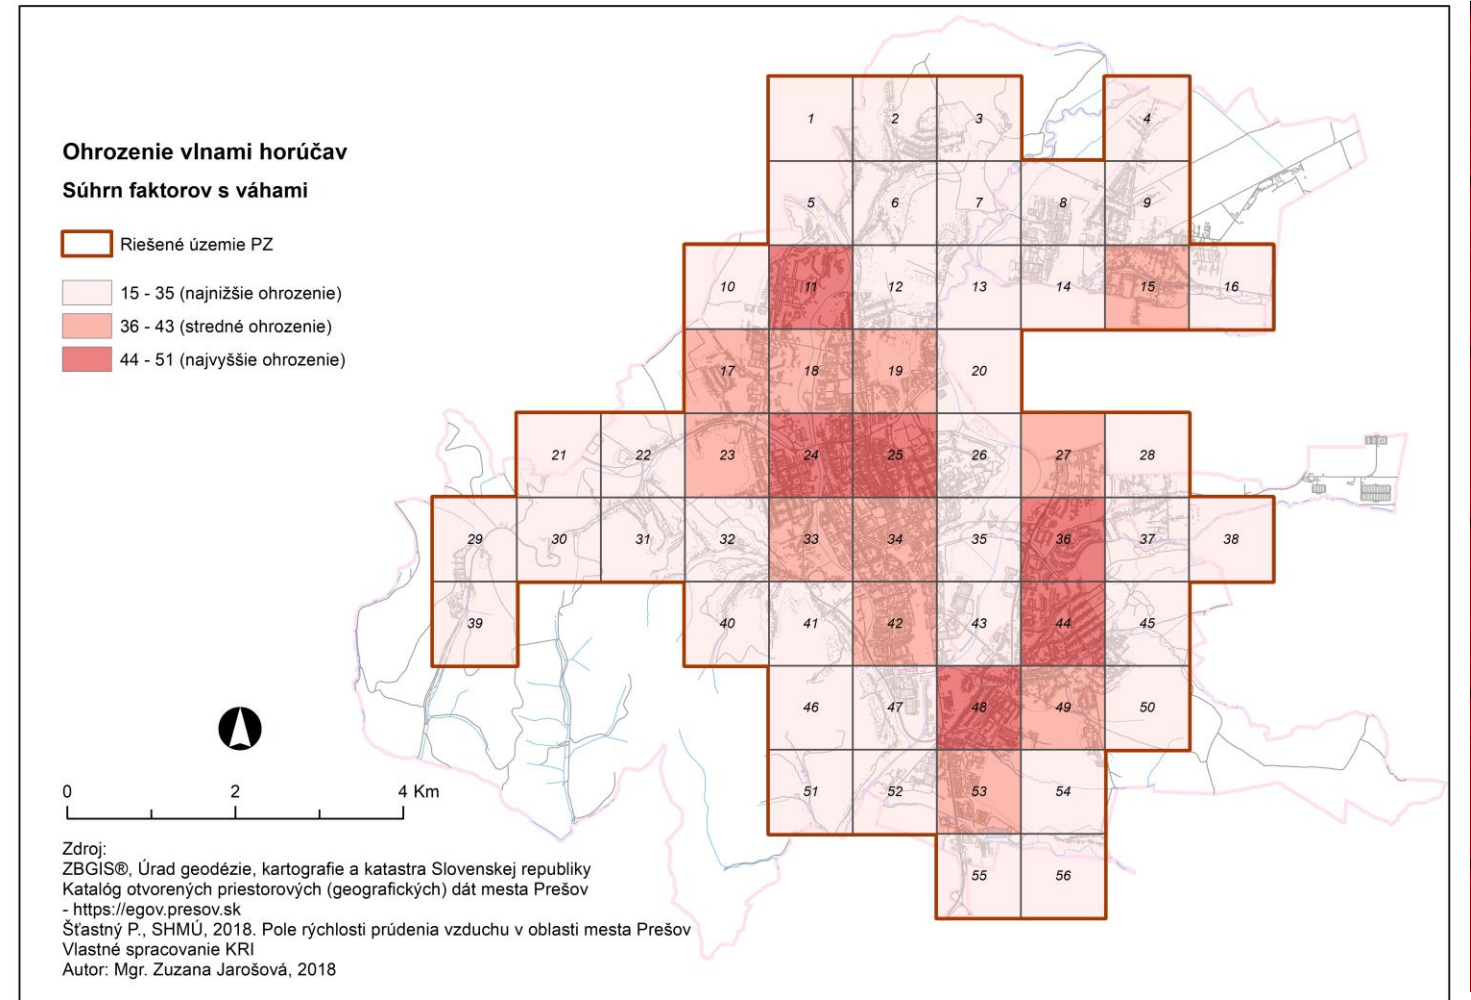 Ohrozenie vlnami horúčav
Súhrn faktorov s váhami
Riešené územie PZ
15 - 35 (najnižšie ohrozenie)
36 - 43 (stredné ohrozenie)
44 - 51 (najvyššie ohrozenie)
1 2 3 4
5 6 7 8 9
10 11 12 13 14 15 16
17 18 19 20
21 22 23 24 25 26 27 28
29 30 31 32 33 34 35 36 37 38
39 40 41 42 43 44 45
46 47 48 49 50
51 52 53 54
55 56
0 2 4 Km
Zdroj:
ZBGIS®, Úrad geodézie, kartografie a katastra Slovenskej republiky
Katalóg otvorených priestorových (geografických) dát mesta Prešov
- https://egov.presov.sk
Šťastný P., SHMÚ, 2018. Pole rýchlosti prúdenia vzduchu v oblasti mesta Prešov
Vlastné spracovanie KRI
Autor: Mgr. Zuzana Jarošová, 2018